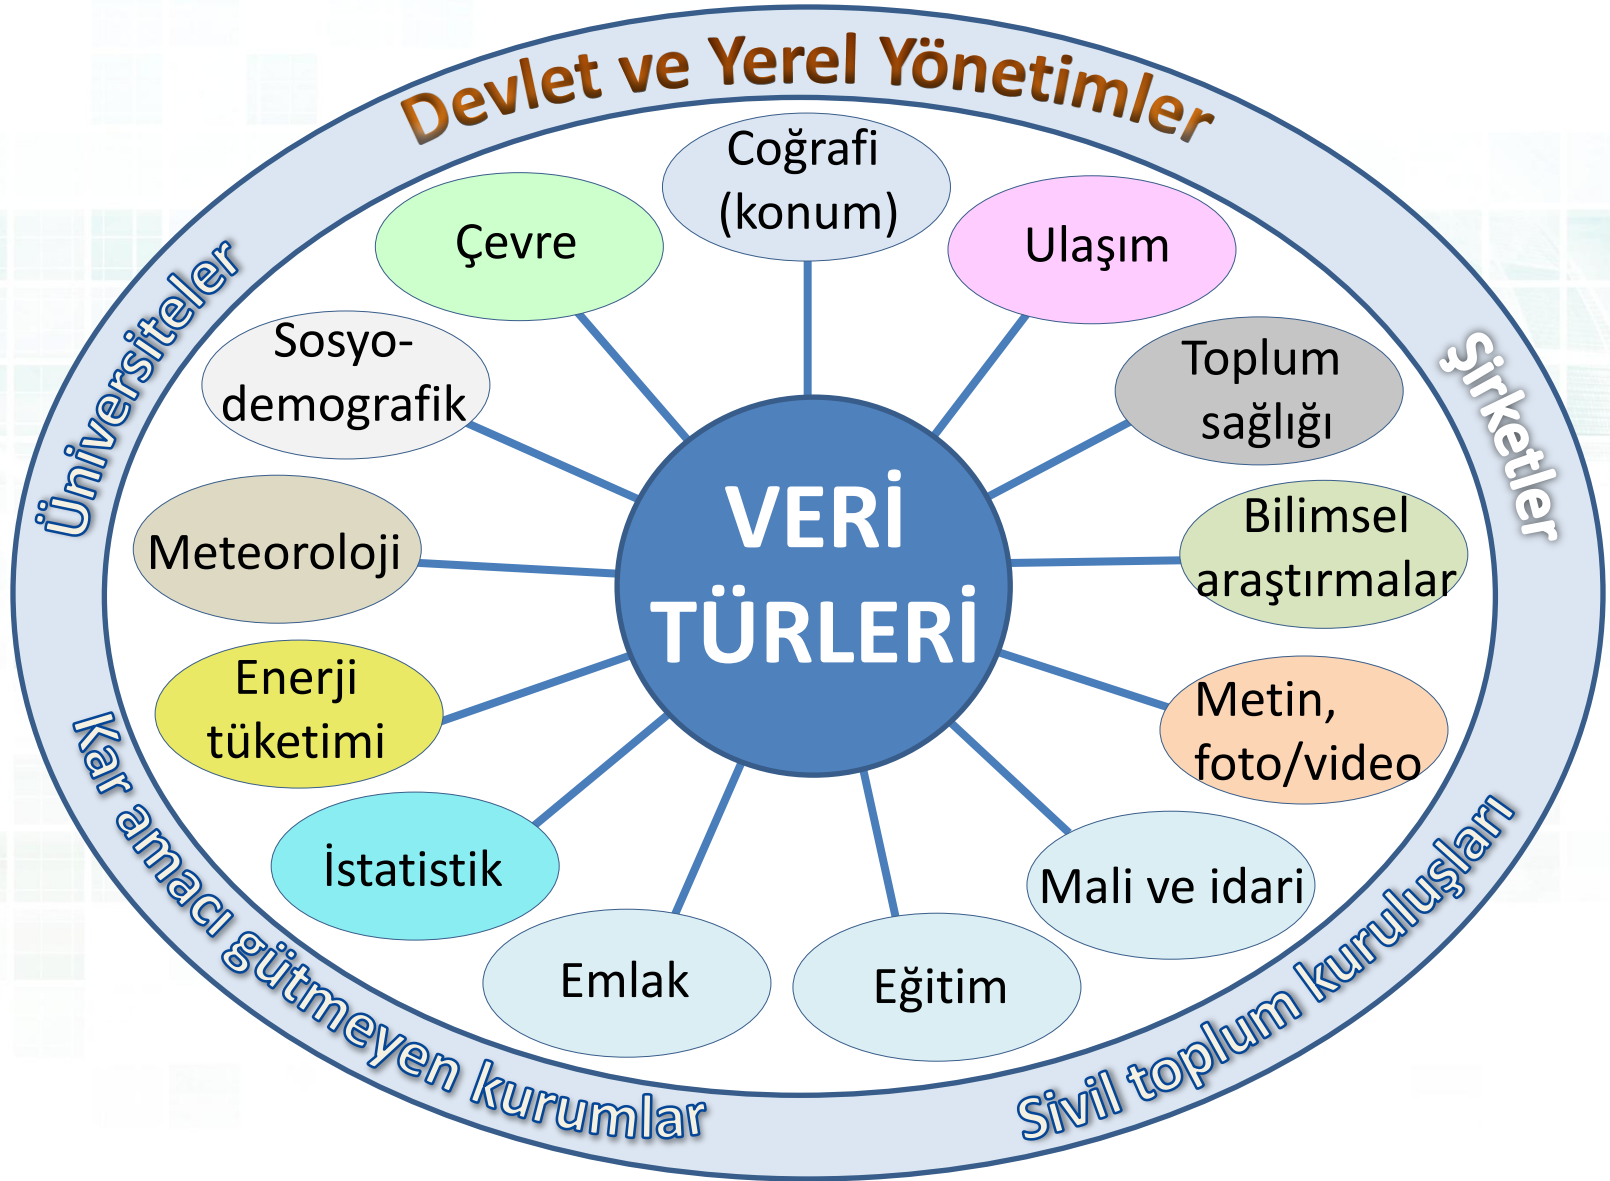 Devlet ve Yerel Yönetimler
Üniversiteler
Şirketler
Kar amacı gütmeyen kurumlar
Sivil toplum kuruluşları
VERİ
TÜRLERİ
Coğrafi
(konum)
Ulaşım
Toplum
sağlığı
Bilimsel
araştırmalar
Metin,
foto/video
Mali ve idari
Eğitim
Emlak
İstatistik
Enerji
tüketimi
Meteoroloji
Sosyo-
demografik
Çevre